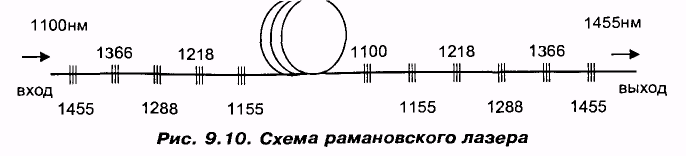 1100нм 1455нм
1366 1218 1100 1218 1366
вход выход
1455 1288 1155 1155 1288 1455
Рис. 9.10. Схема рамановского лазера